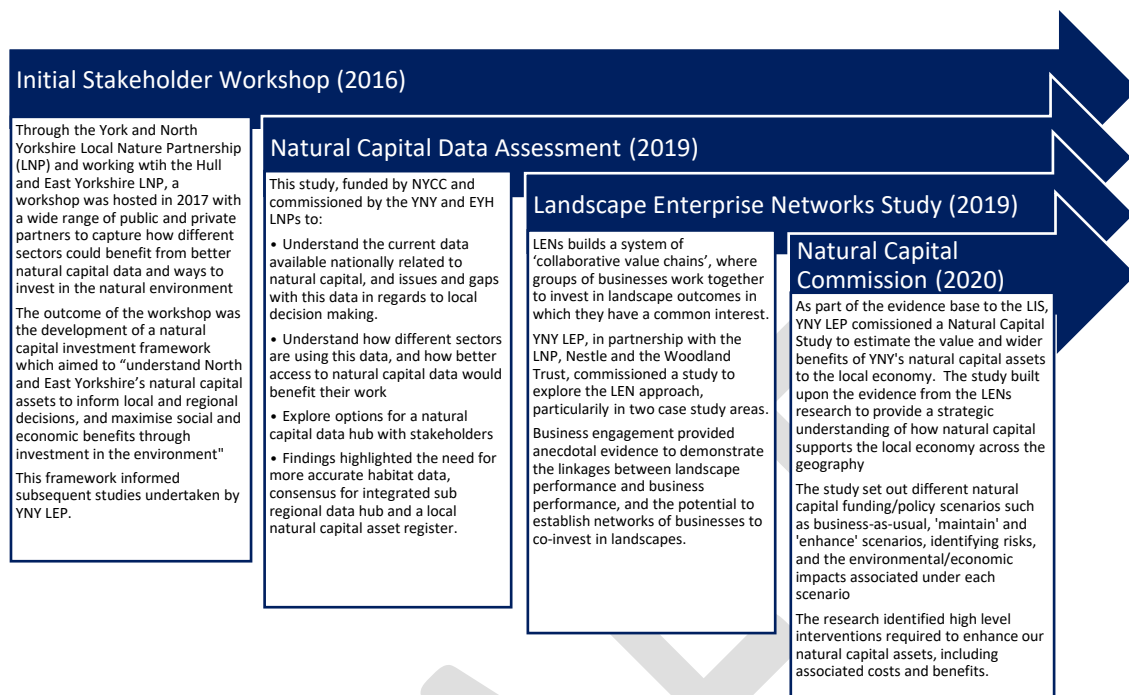 Initial Stakeholder Workshop (2016)
Through the York and North
Yorkshire Local Nature Partnership
(LNP) and working wtih the Hull
and East Yorkshire LNP, a
workshop was hosted in 2017 with
a wide range of public and private
partners to capture how different
sectors could benefit from better
natural capital data and ways to
invest in the natural environment
The outcome of the workshop was
the development of a natural
capital investment framework
which aimed to “understand North
and East Yorkshire’s natural capital
assets to inform local and regional
decisions, and maximise social and
economic benefits through
investment in the environment"
This framework informed
subsequent studies undertaken by
YNY LEP.
Natural Capital Data Assessment (2019)
This study, funded by NYCC and
commissioned by the YNY and EYH
LNPs to:
• Understand the current data
available nationally related to
natural capital, and issues and gaps
with this data in regards to local
decision making.
• Understand how different sectors
are using this data, and how better
access to natural capital data would
benefit their work
• Explore options for a natural
capital data hub with stakeholders
• Findings highlighted the need for
more accurate habitat data,
consensus for integrated sub
regional data hub and a local
natural capital asset register.
Landscape Enterprise Networks Study (2019)
LENs builds a system of
‘collaborative value chains’, where
groups of businesses work together
to invest in landscape outcomes in
which they have a common interest.
YNY LEP, in partnership with the
LNP, Nestle and the Woodland
Trust, commissioned a study to
explore the LEN approach,
particularly in two case study areas.
Business engagement provided
anecdotal evidence to demonstrate
the linkages between landscape
performance and business
performance, and the potential to
establish networks of businesses to
co-invest in landscapes.
Natural Capital
Commission (2020)
As part of the evidence base to the LIS,
YNY LEP comissioned a Natural Capital
Study to estimate the value and wider
benefits of YNY's natural capital assets
to the local economy.  The study built
upon the evidence from the LENs
research to provide a strategic
understanding of how natural capital
supports the local economy across the
geography
The study set out different natural
capital funding/policy scenarios such
as business-as-usual, 'maintain' and
'enhance' scenarios, identifying risks,
and the environmental/economic
impacts associated under each
scenario
The research identified high level
interventions required to enhance our
natural capital assets, including
associated costs and benefits.